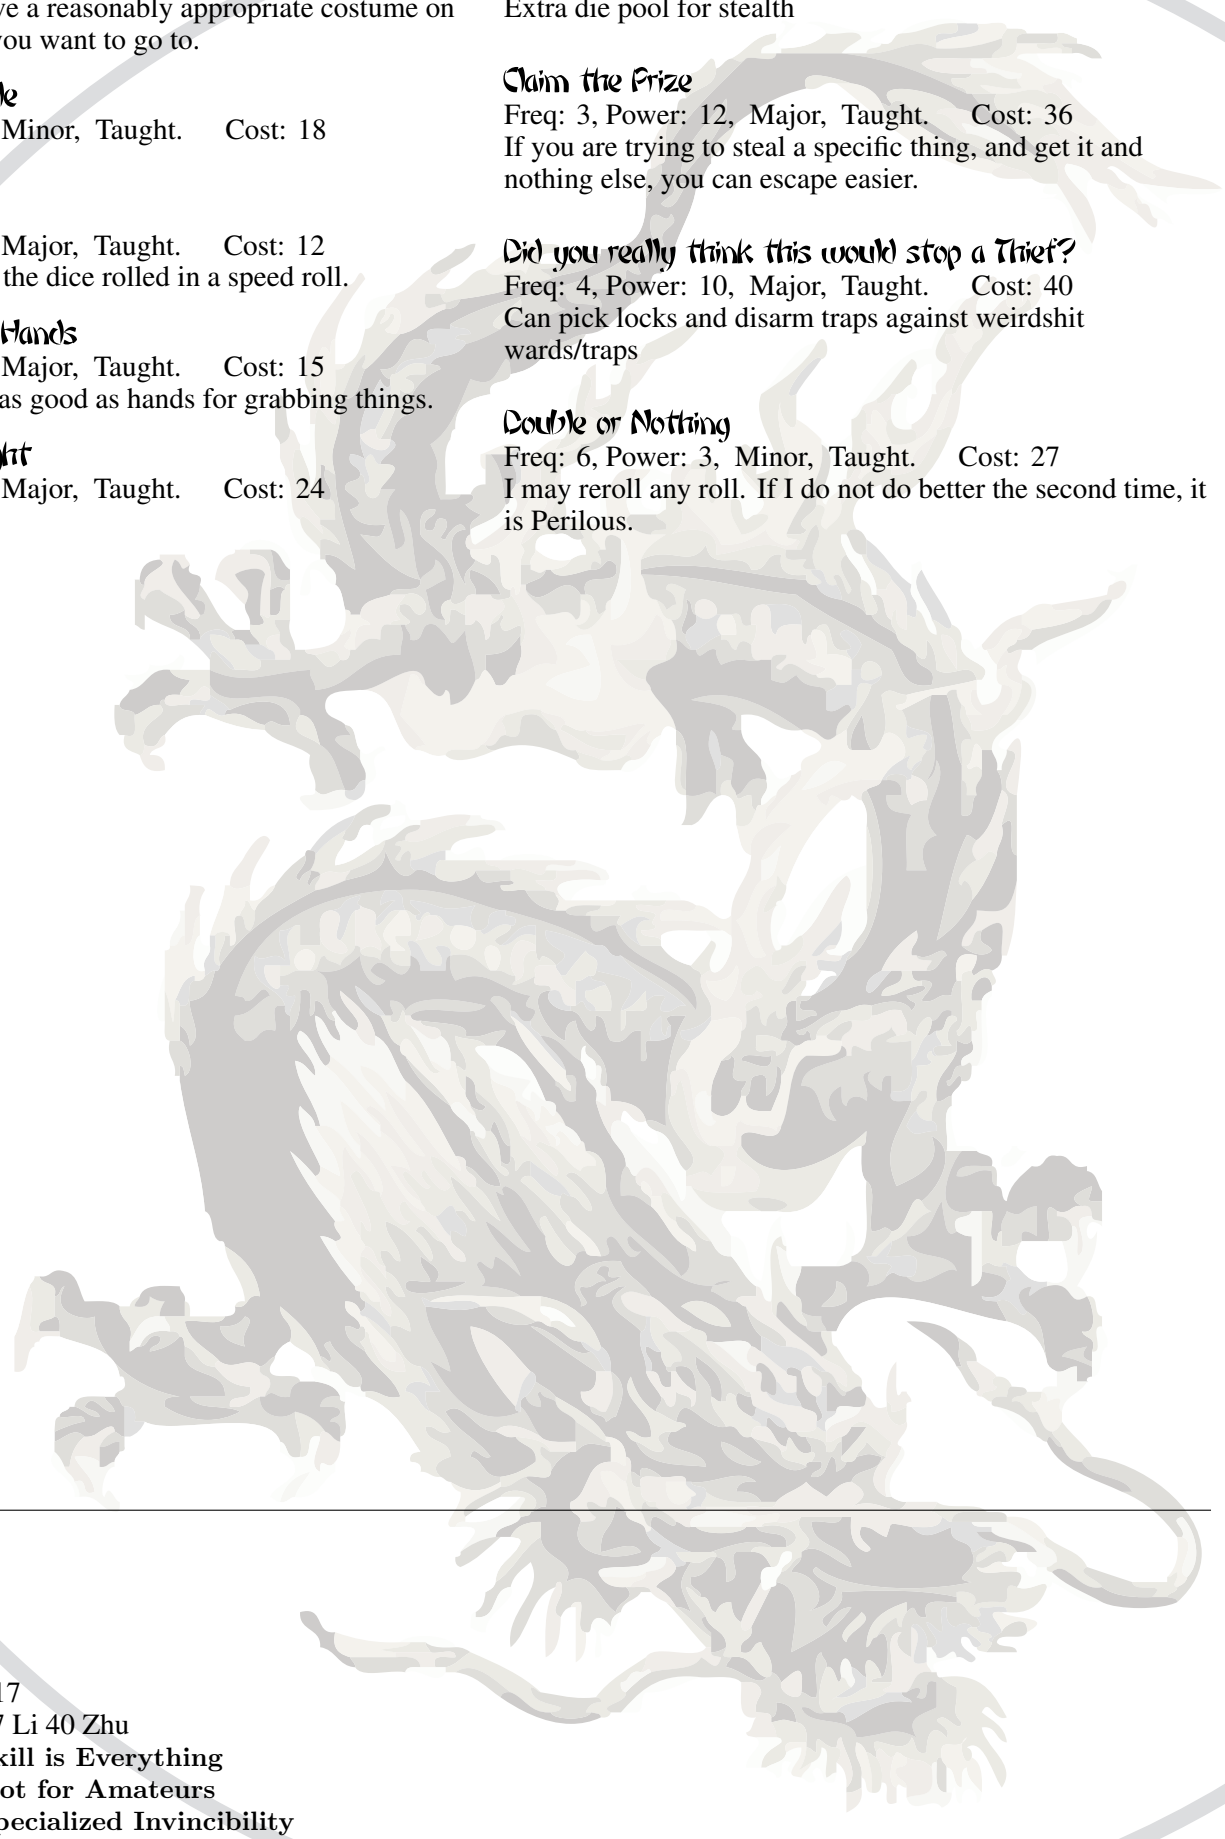 a reasonably appropriate costume on
you want to go to.
Minor, Taught. Cost: 18
Major, Taught. Cost: 12
the dice rolled in a speed roll.
Hands
Major, Taught. Cost: 15
as good as hands for grabbing things.
Major, Taught. Cost: 24
Extra die pool for stealth
Claim the Prize
Freq: 3, Power: 12, Major, Taught. Cost: 36
If you are trying to steal a specific thing, and get it and
nothing else, you can escape easier.
Did you really think this would stop a Thief?
Freq: 4, Power: 10, Major, Taught. Cost: 40
Can pick locks and disarm traps against weirdshit
wards/traps
Double or Nothing
Freq: 6, Power: 3, Minor, Taught. Cost: 27
I may reroll any roll. If I do not do better the second time, it
is Perilous.
17
7 Li 40 Zhu
kill is Everything
ot for Amateurs
pecialized Invincibility